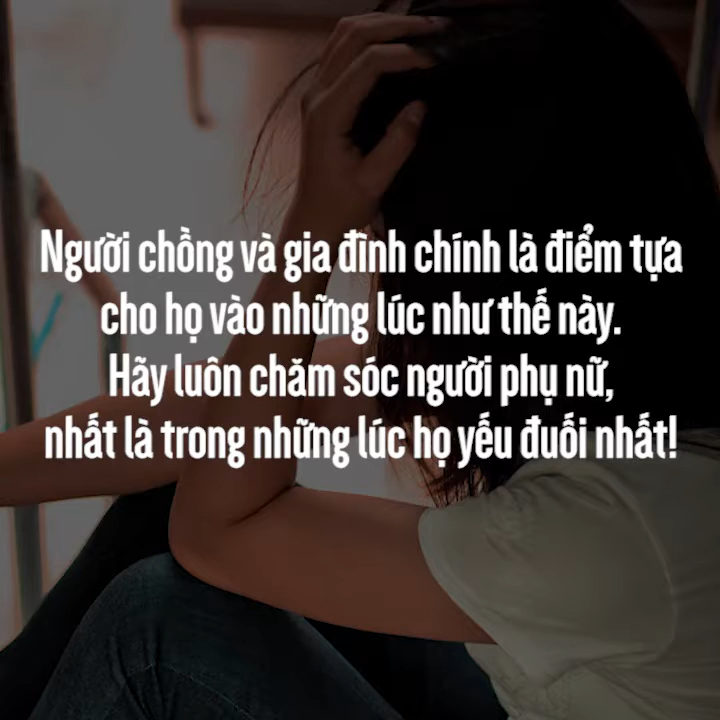 Người chồng và gia đình chính là điểm tựa
cho họ vào những lúc như thế này.
Hãy luôn chăm sóc người phụ nữ,
nhất là trong những lúc họ yếu đuối nhất!